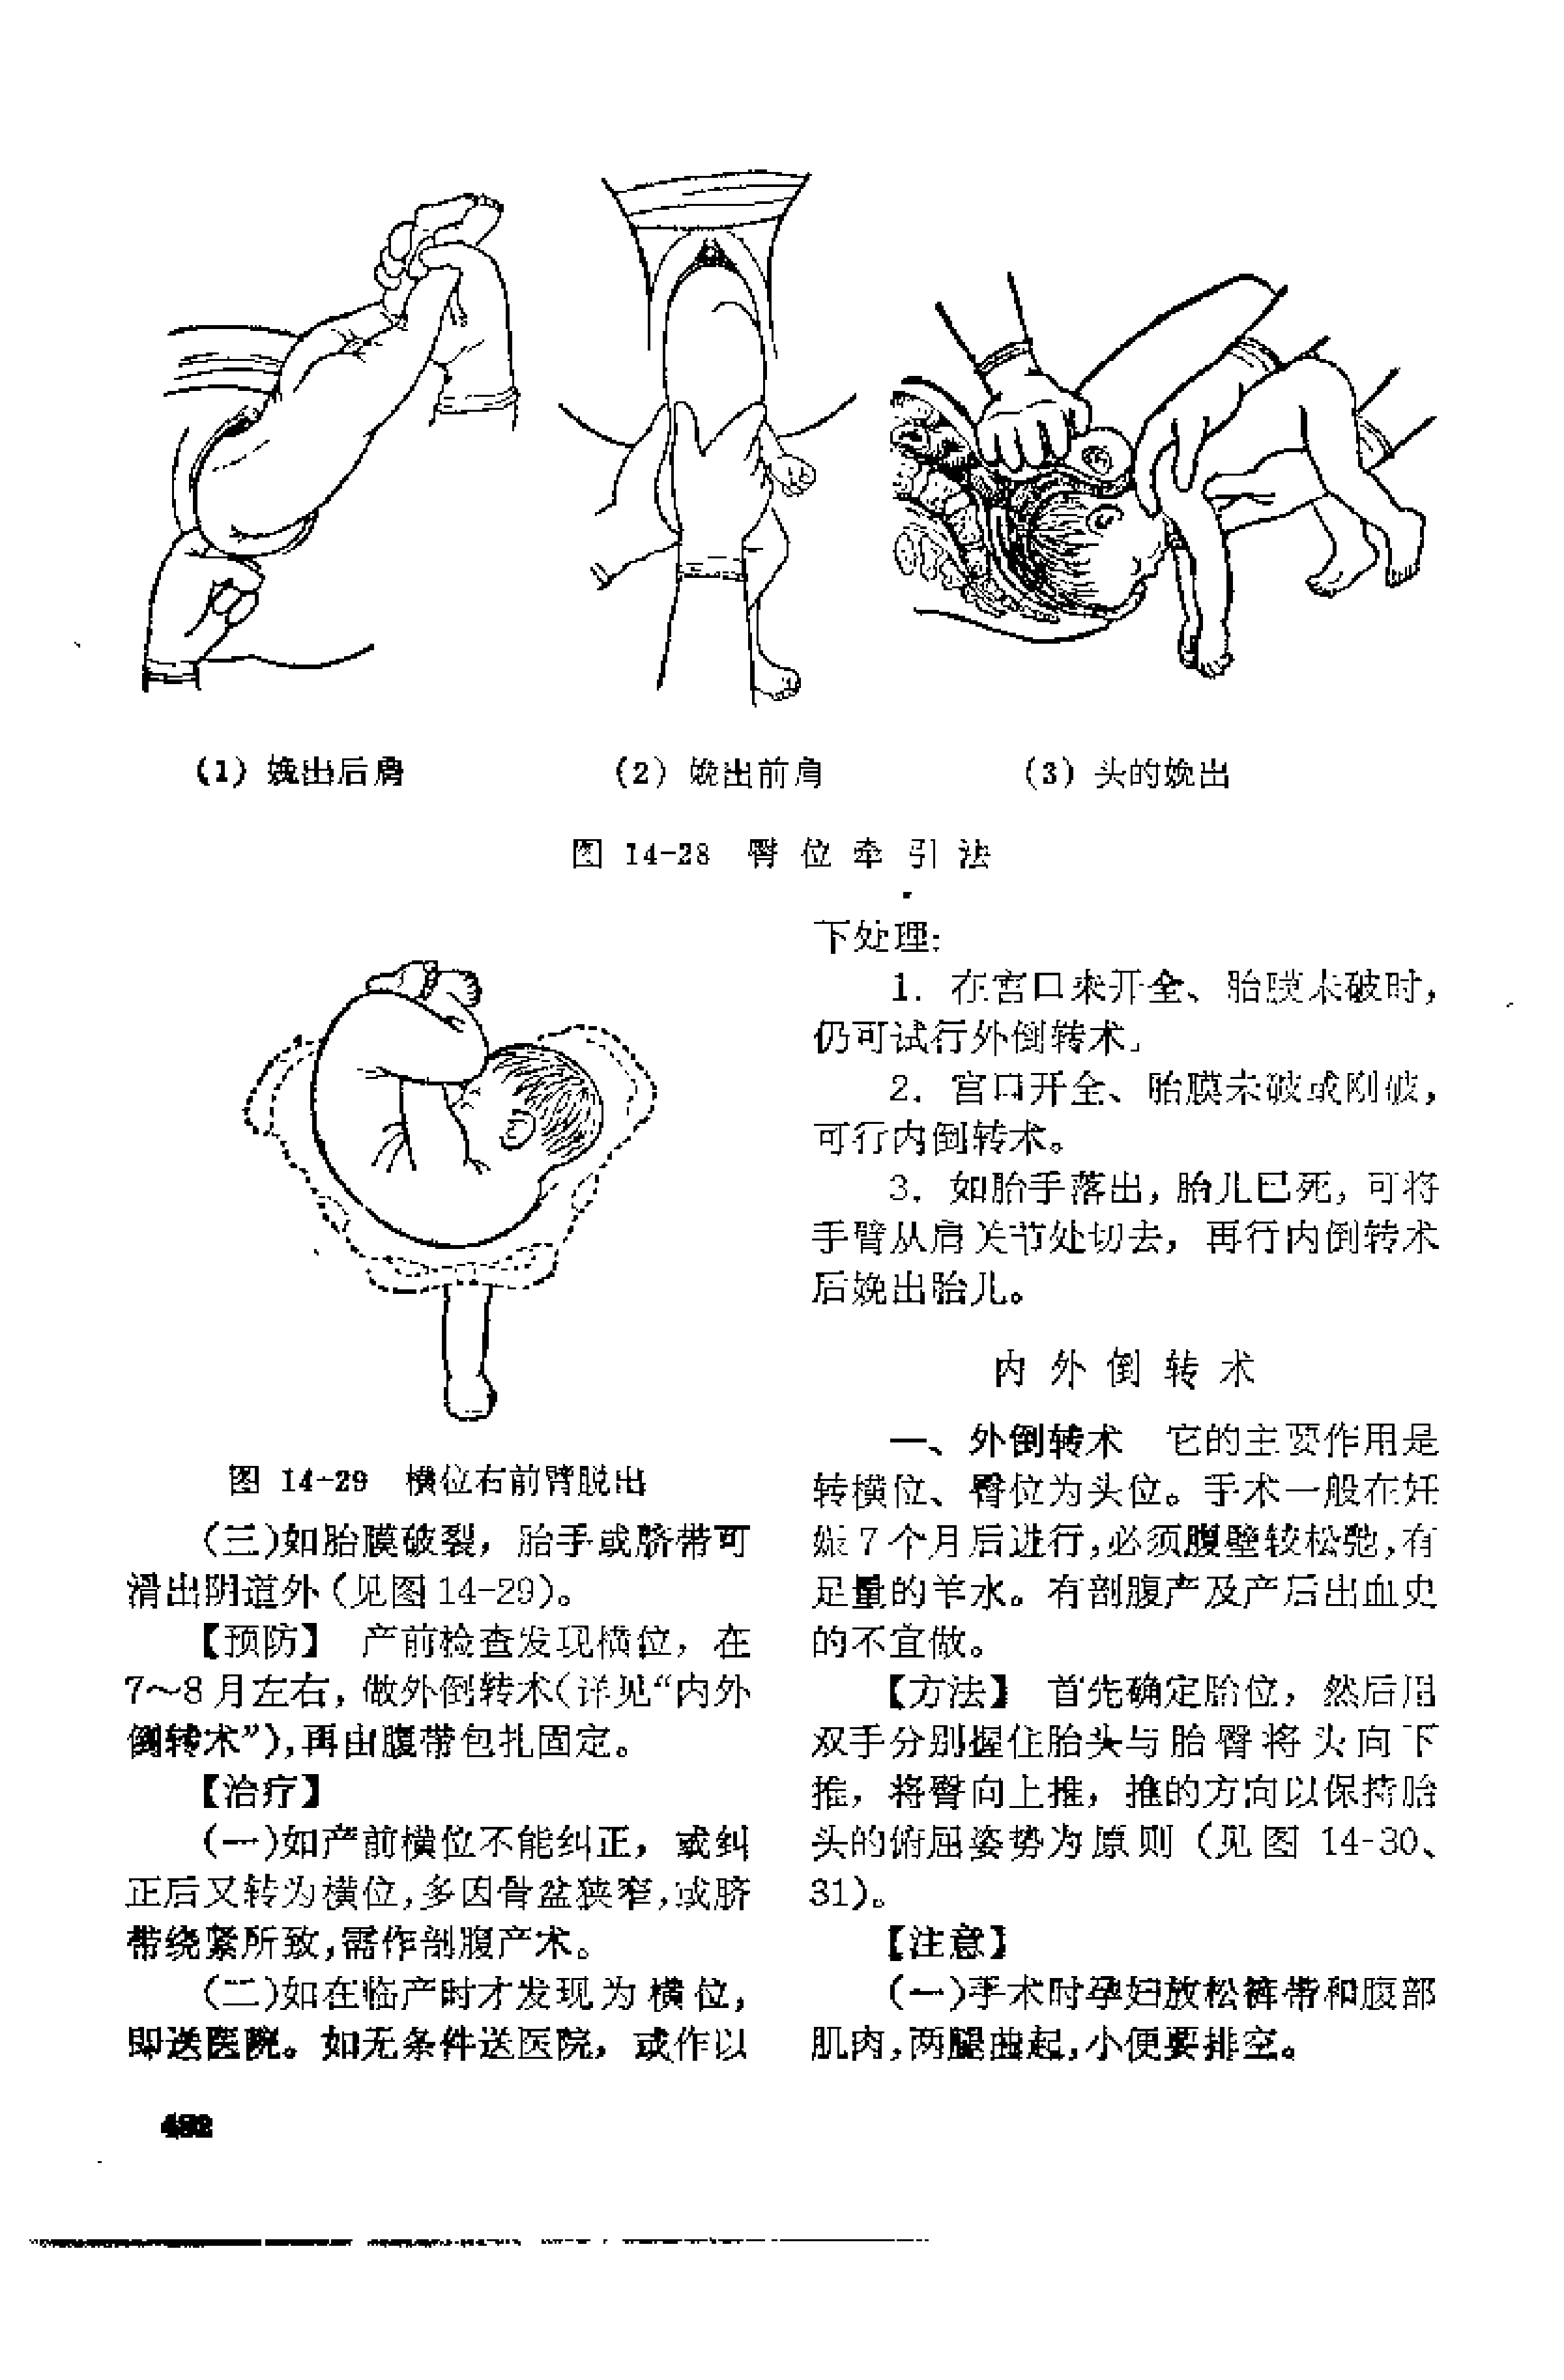 (1) 娩出后肩
(2) 娩出前肩
(3) 头的娩出
图 14-28 臀位牵引法
图 14-29 横位右前臂脱出
(三)如胎膜破裂，胎手或脐带可
滑出阴道外(见图14-29)。
【预防】 产前检查发现横位，在
7～8月左右，做外倒转术(详见“内外
倒转术”)，再由腹带包扎固定。
【治疗】
(一)如产前横位不能纠正，或纠
正后又转为横位，多因骨盆狭窄，或脐
带绕紧所致，需作剖腹产术。
(二)如在临产时才发现为横位，
即送医院。如无条件送医院，或作以
下处理：
1. 在宫口未开全、胎膜未破时，
仍可试行外倒转术。
2. 宫口开全、胎膜未破或刚破，
可行内倒转术。
3. 如胎手落出，胎儿已死，可将
手臂从肩关节处切去，再行内倒转术
后娩出胎儿。
内外倒转术
一、外倒转术 它的主要作用是
转横位、臀位为头位。手术一般在妊
娠7个月后进行，必须腹壁较松弛，有
足量的羊水。有剖腹产及产后出血史
的不宜做。
【方法】 首先确定胎位，然后用
双手分别握住胎头与胎臀将头向下
推，将臀向上推，推的方向以保持胎
头的俯屈姿势为原则（见图 14-30、
31)。
【注意】
(一)手术时孕妇放松裤带和腹部
肌肉，两腿曲起，小便要排空。
482